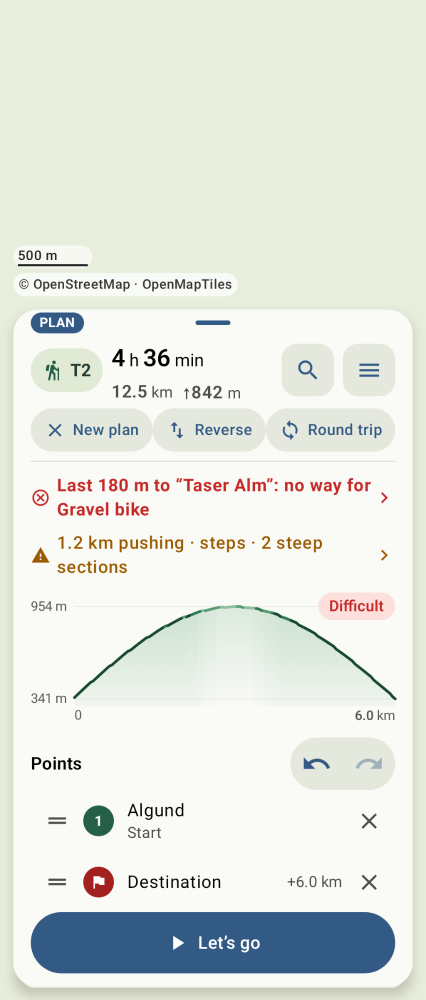 500 m
© OpenStreetMap · OpenMapTiles
PLAN
T2
4 h 36 min
12.5 km ↑842 m
New plan
Reverse
Round trip
Last 180 m to “Taser Alm”: no way for
Gravel bike
1.2 km pushing · steps · 2 steep
sections
954 m
Difficult
341 m
0
6.0 km
Points
1
Algund
Start
Destination
+6.0 km
Let’s go